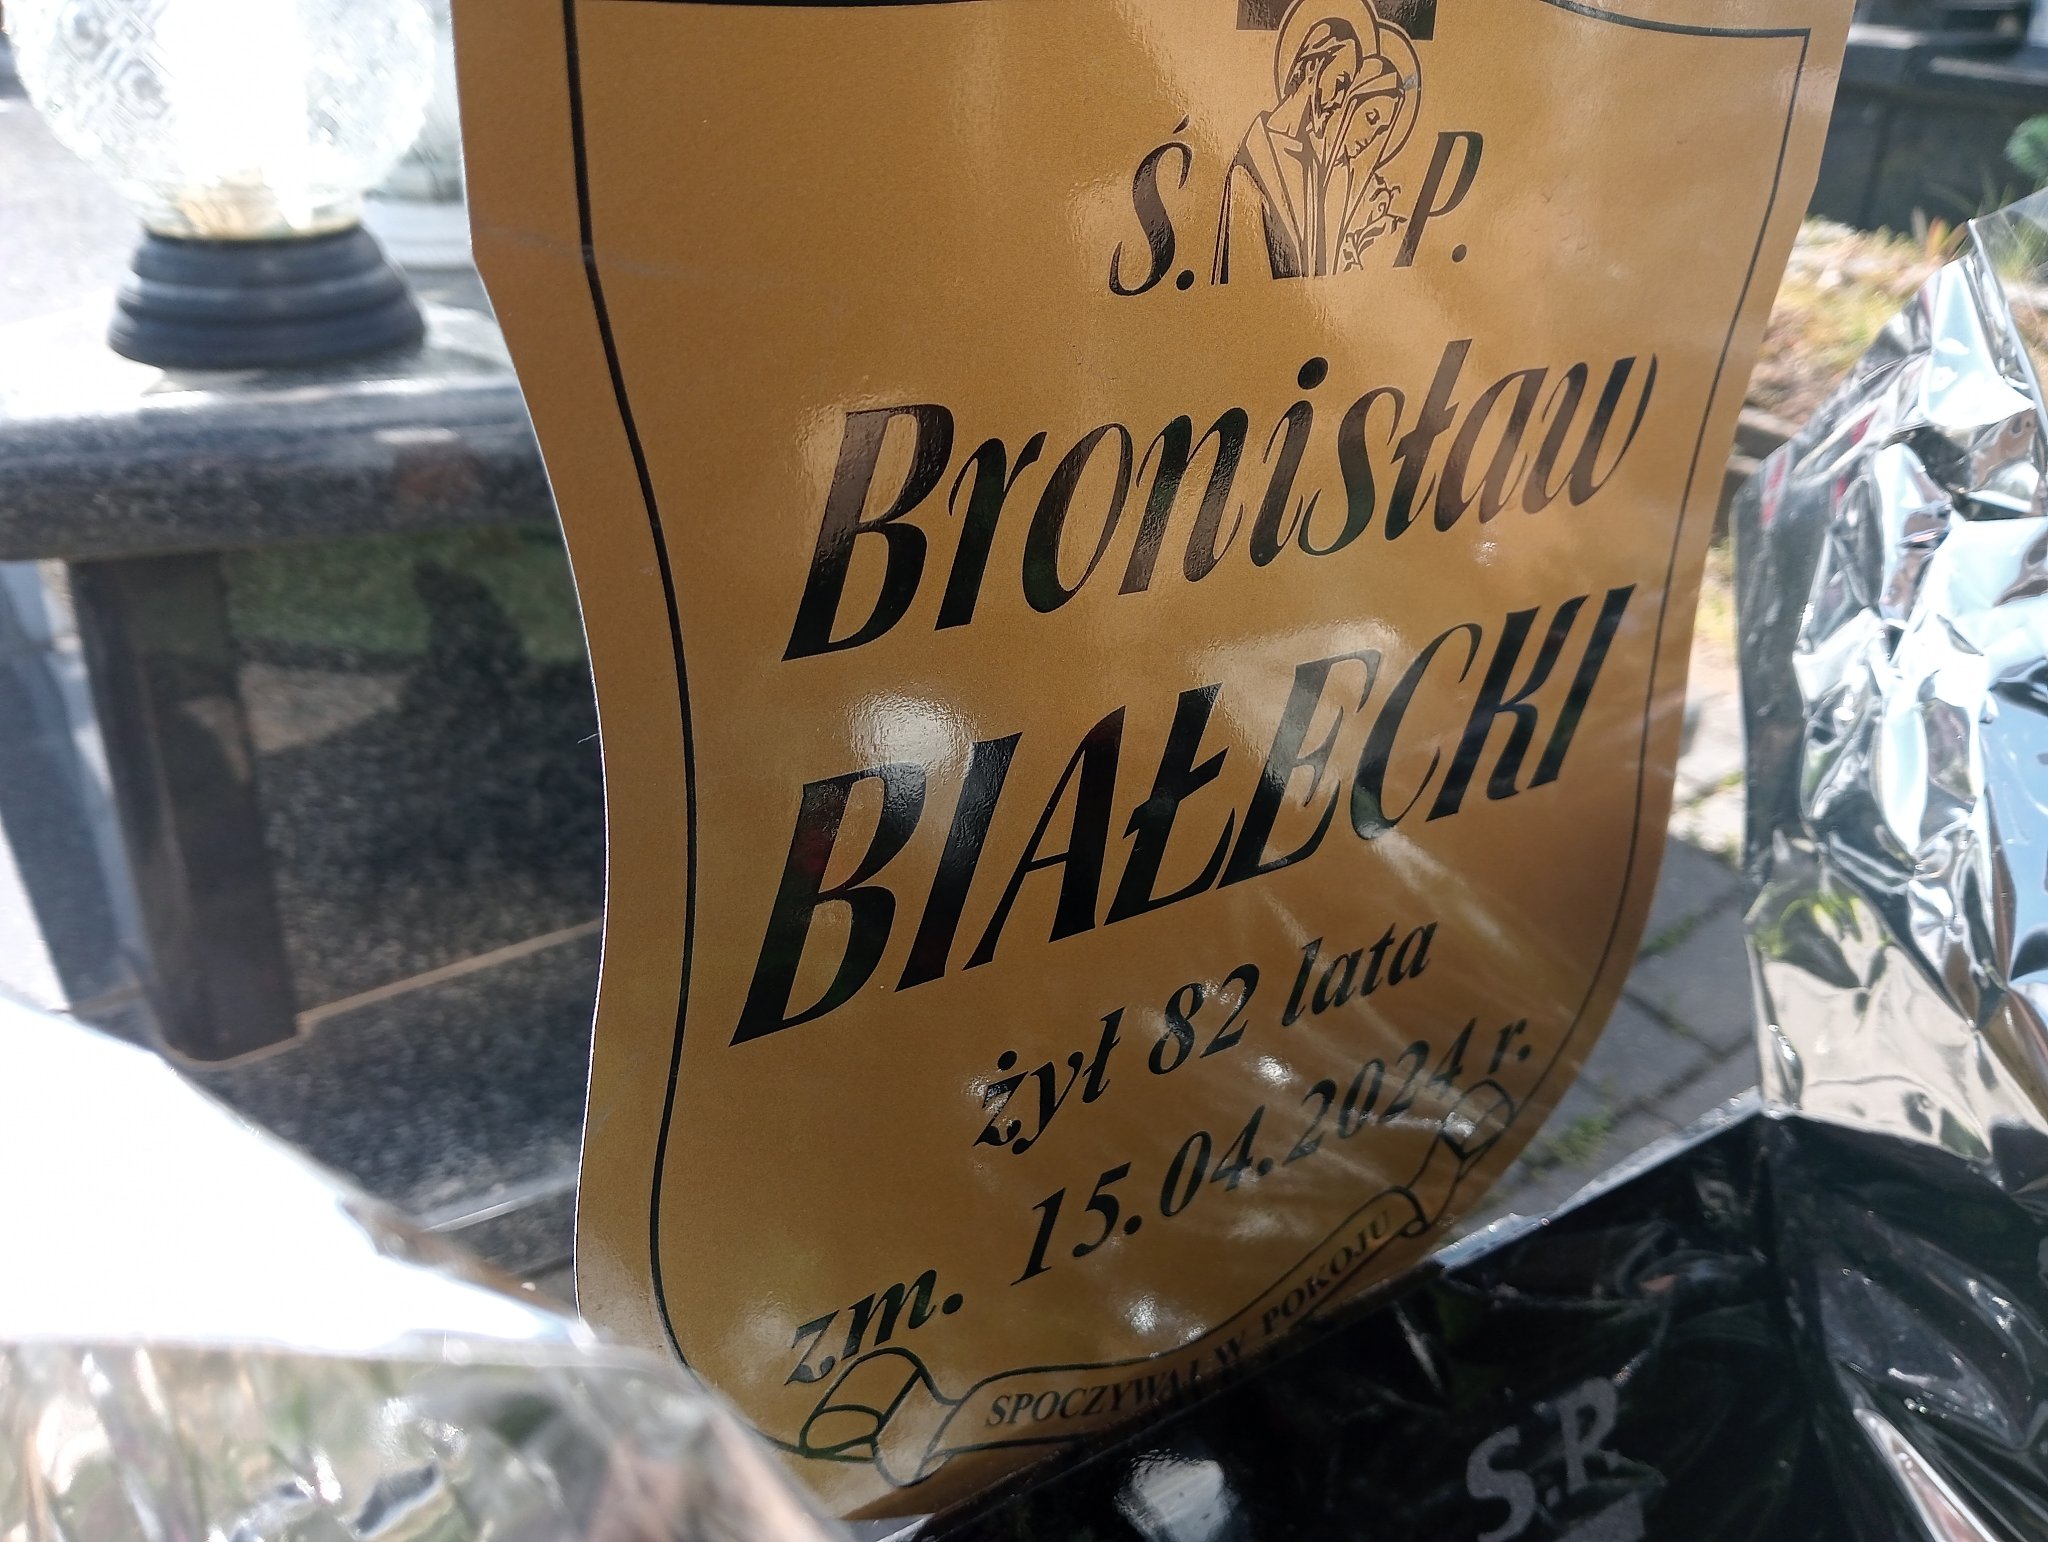 Ś. P.
Bronisław
BIAŁECKI
żył 82 lata
zm. 15.04.2024 r.
SPOCZYWAJ W POKOJU
Ś.P.